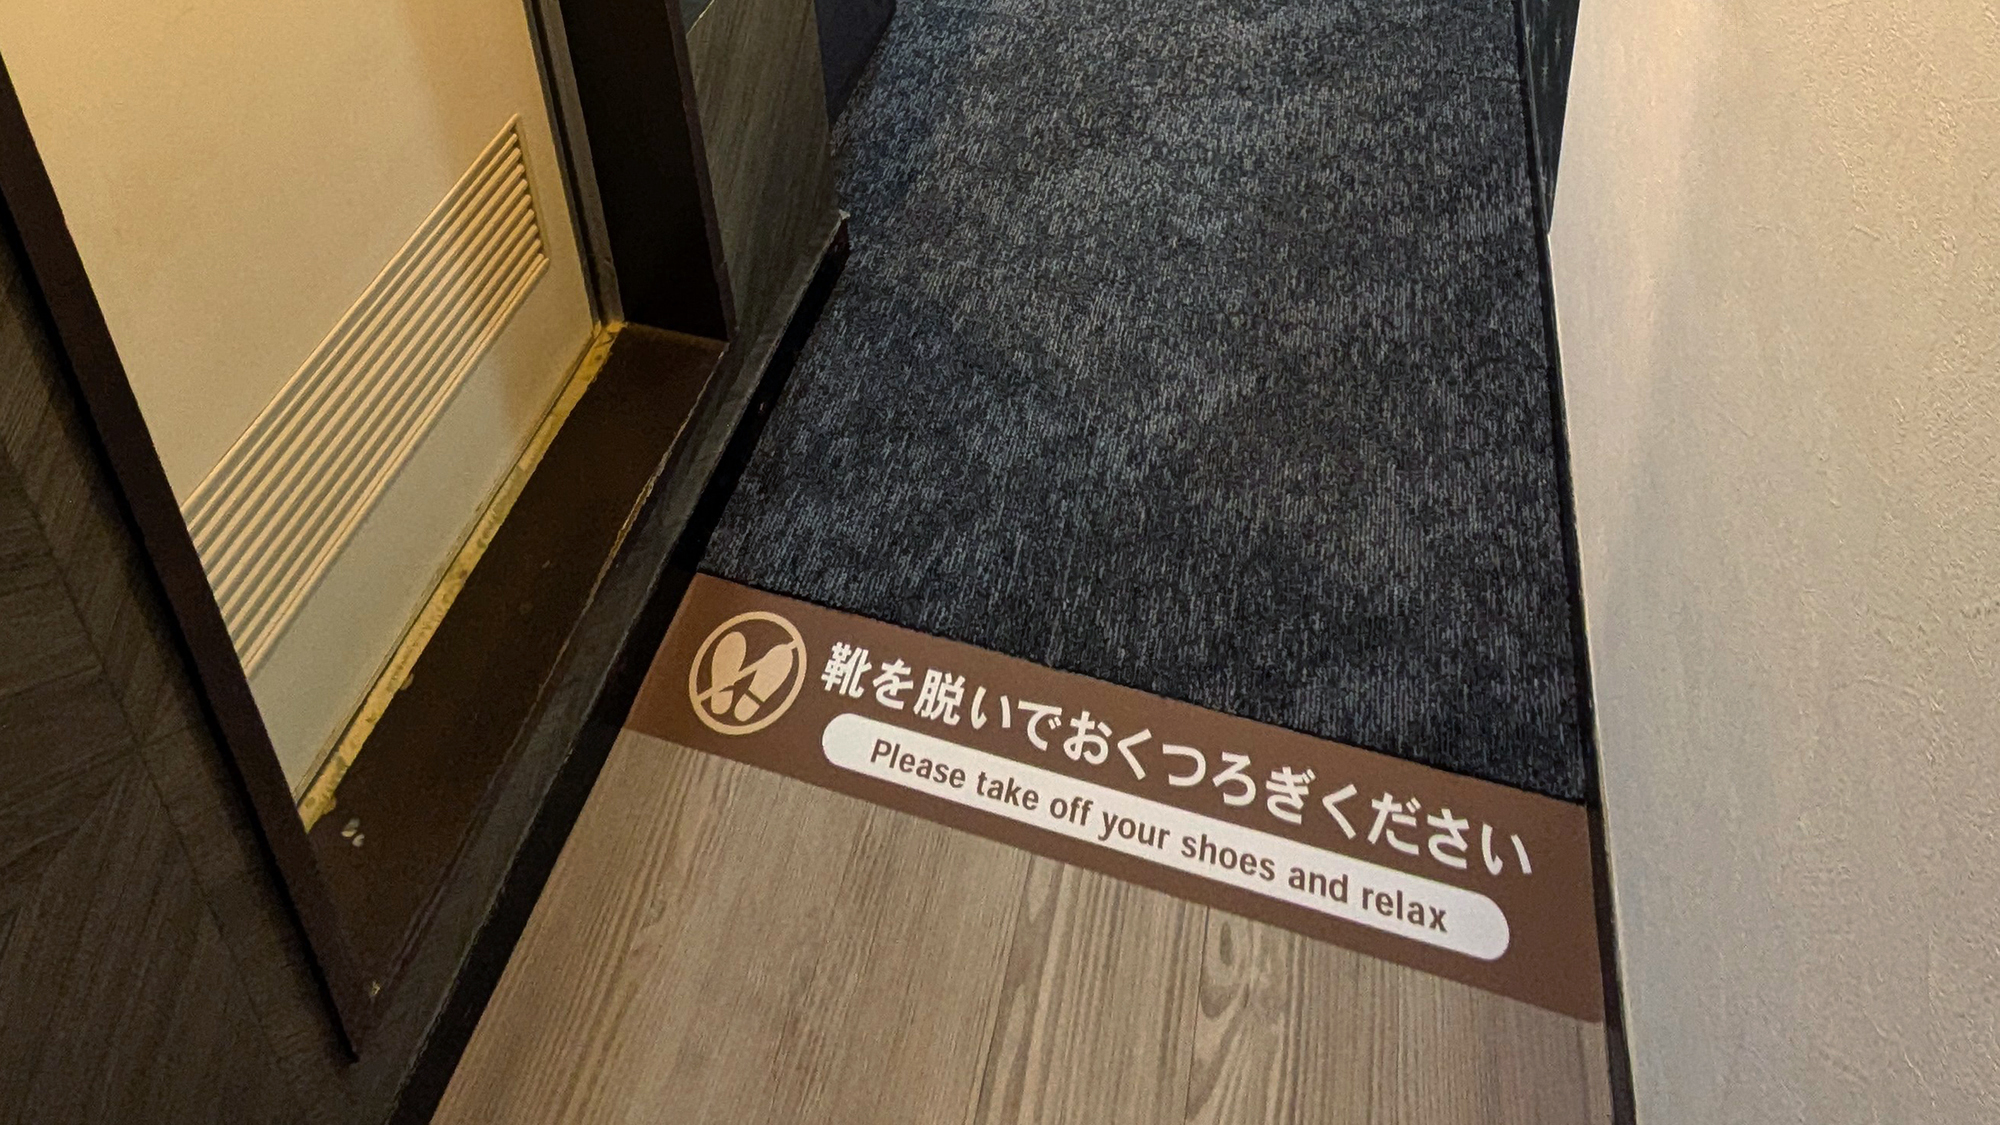 靴を脱いでおくつろぎください
Please take off your shoes and relax